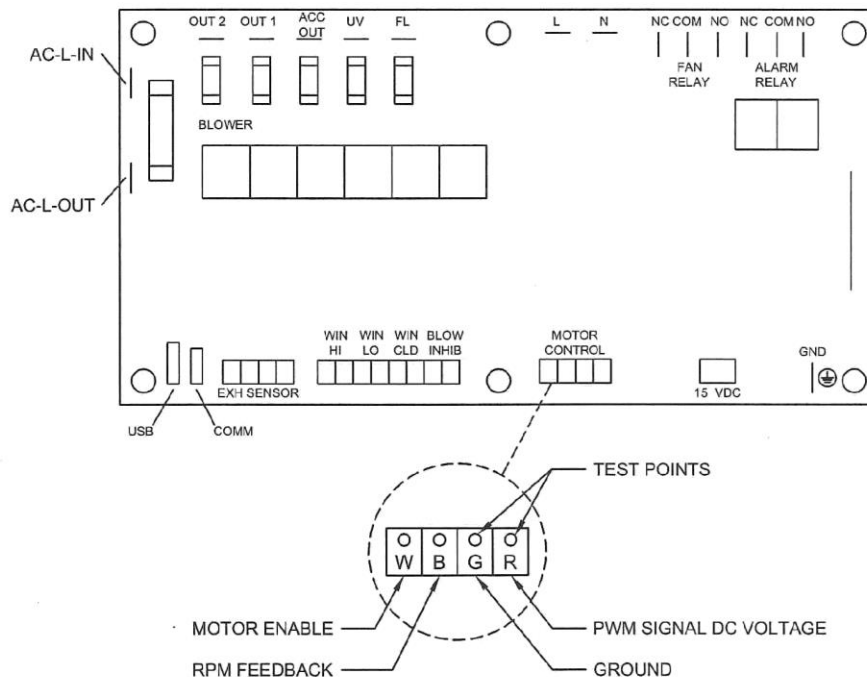 OUT 2 OUT 1 ACC OUT UV FL L N NC COM NO NC COM NO
FAN RELAY ALARM RELAY
AC-L-IN
BLOWER
AC-L-OUT
WIN HI WIN LO WIN CLD BLOW INHIB MOTOR CONTROL GND
EXH SENSOR 15 VDC
USB COMM
TEST POINTS
W B G R
MOTOR ENABLE PWM SIGNAL DC VOLTAGE
RPM FEEDBACK GROUND